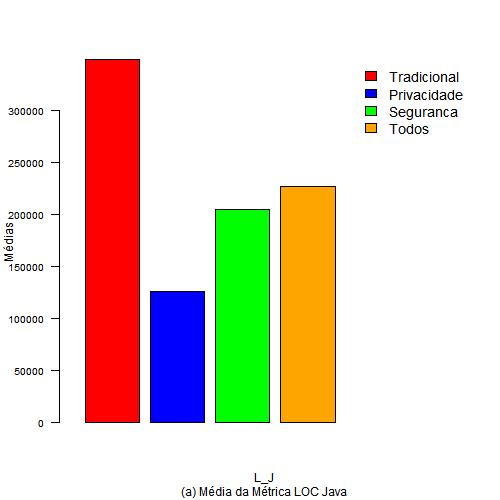 Tradicional
Privacidade
Seguranca
Todos
Médias
300000
250000
200000
150000
100000
50000
0
L_J
(a) Média da Métrica LOC Java